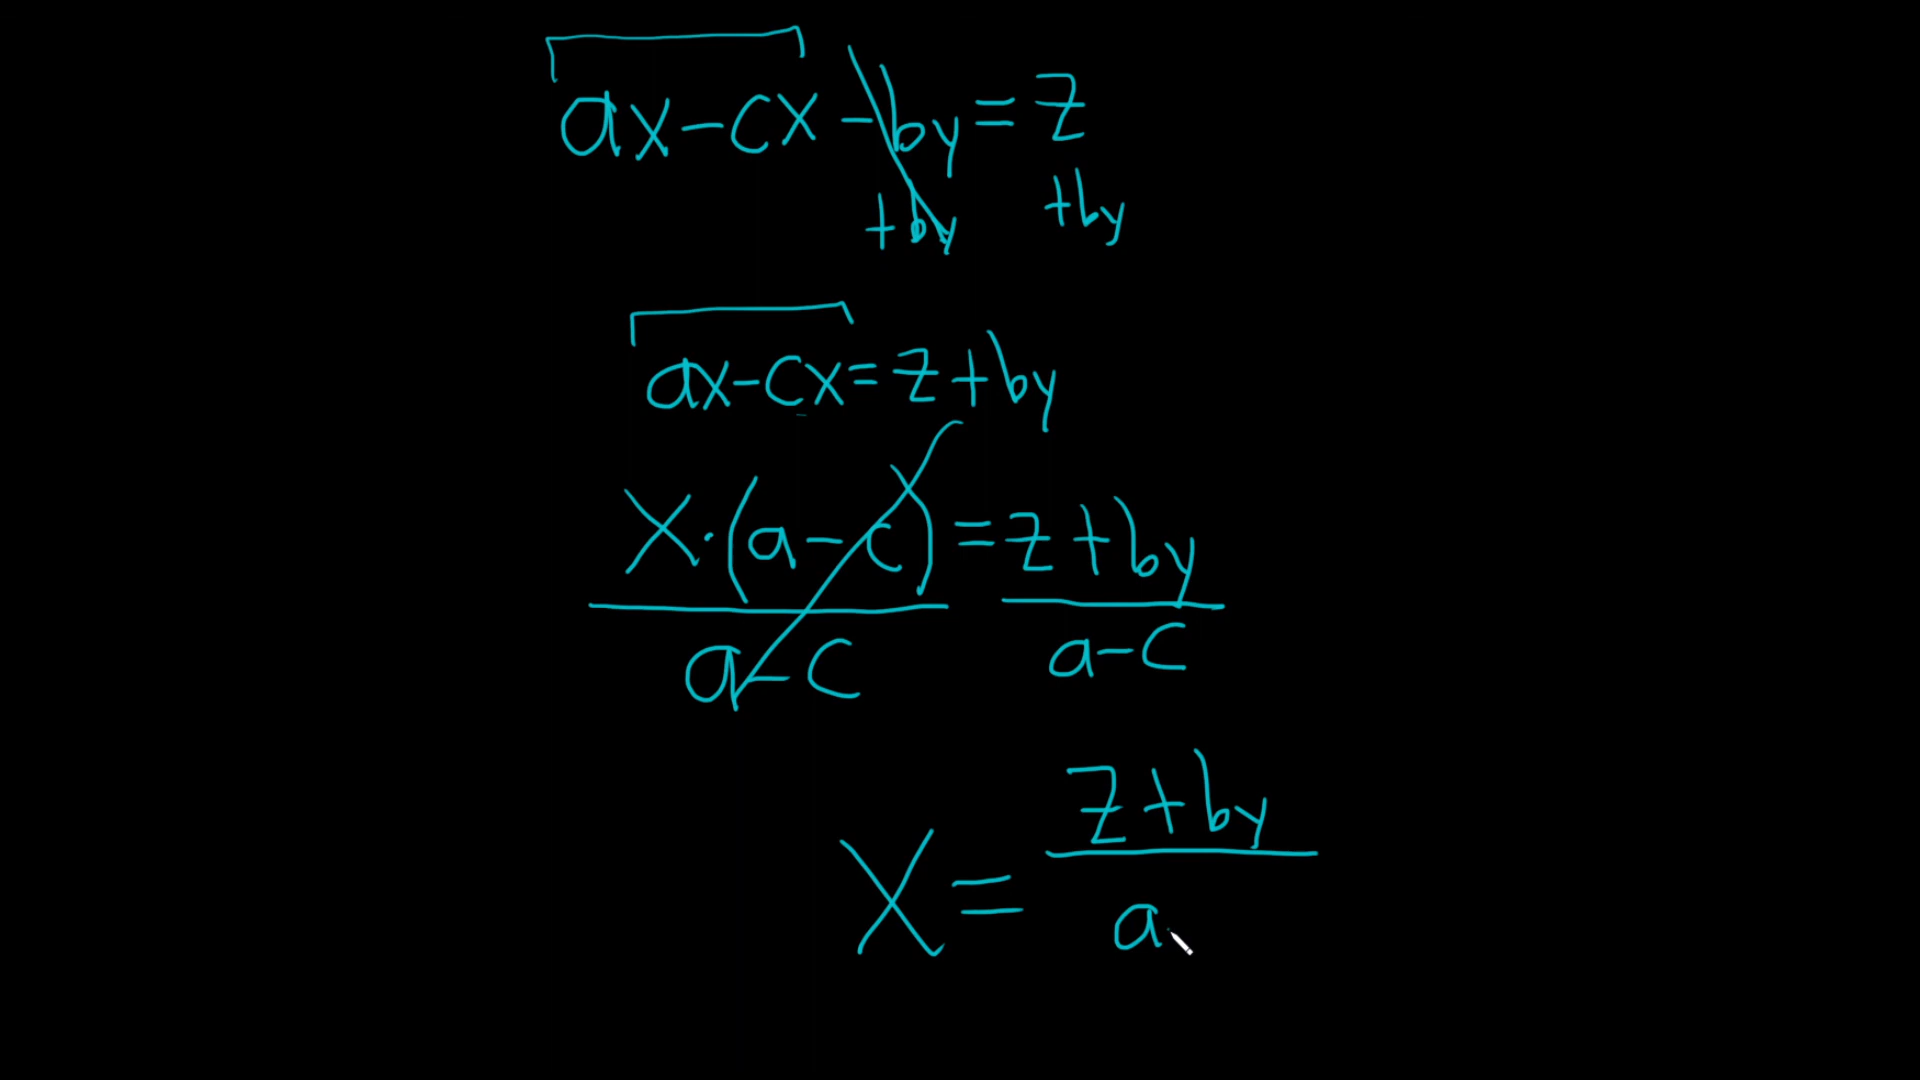 ax-cx-by=z
+by +by
ax-cx=z+by
X·(a-c)=z+by
a-c a-c
z+by
X=
a